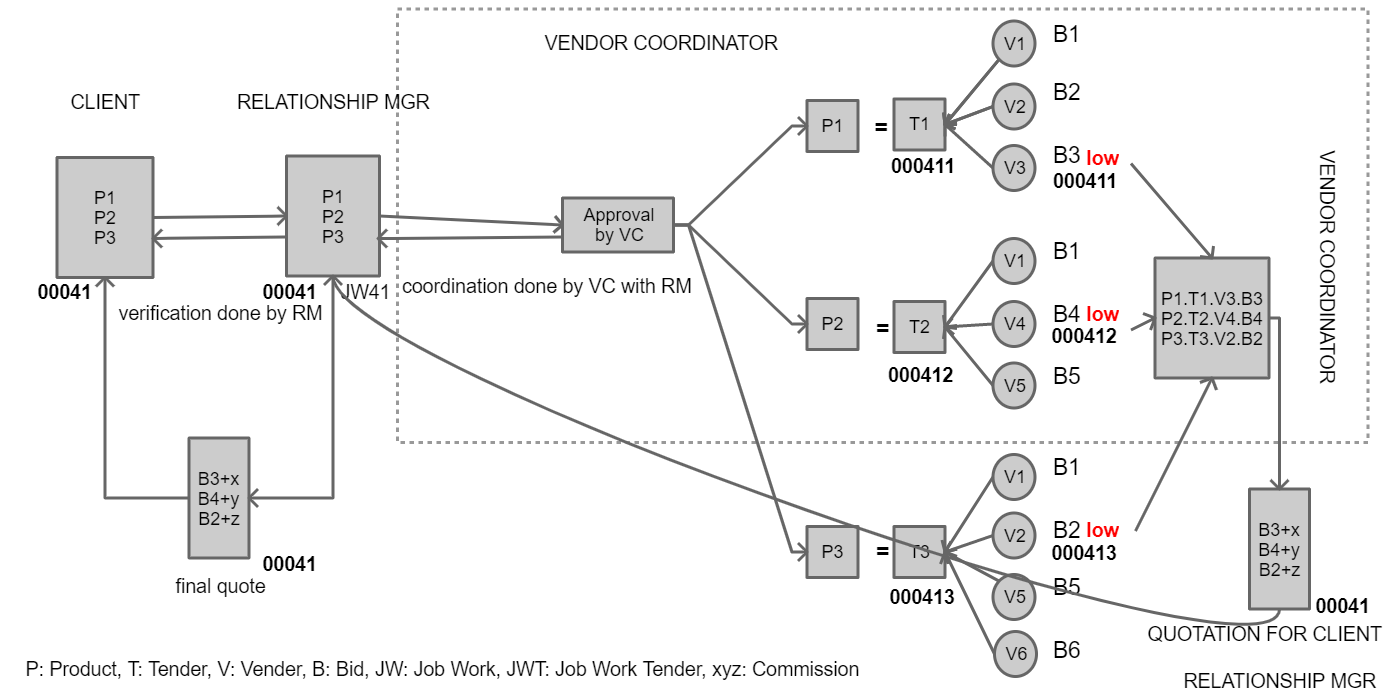 VENDOR COORDINATOR
CLIENT
RELATIONSHIP MGR
P1
P2
P3
00041
P1
P2
P3
00041
JW41
verification done by RM
Approval
by VC
coordination done by VC with RM
P1
=
T1
000411
V1
B1
V2
B2
V3
B3 low
000411
P2
=
T2
000412
V1
B1
V4
B4 low
000412
V5
B5
P3
=
T3
000413
V1
B1
V2
B2 low
000413
V5
B5
V6
B6
P1.T1.V3.B3
P2.T2.V4.B4
P3.T3.V2.B2
VENDOR COORDINATOR
B3+x
B4+y
B2+z
00041
QUOTATION FOR CLIENT
RELATIONSHIP MGR
B3+x
B4+y
B2+z
00041
final quote
P: Product, T: Tender, V: Vender, B: Bid, JW: Job Work, JWT: Job Work Tender, xyz: Commission